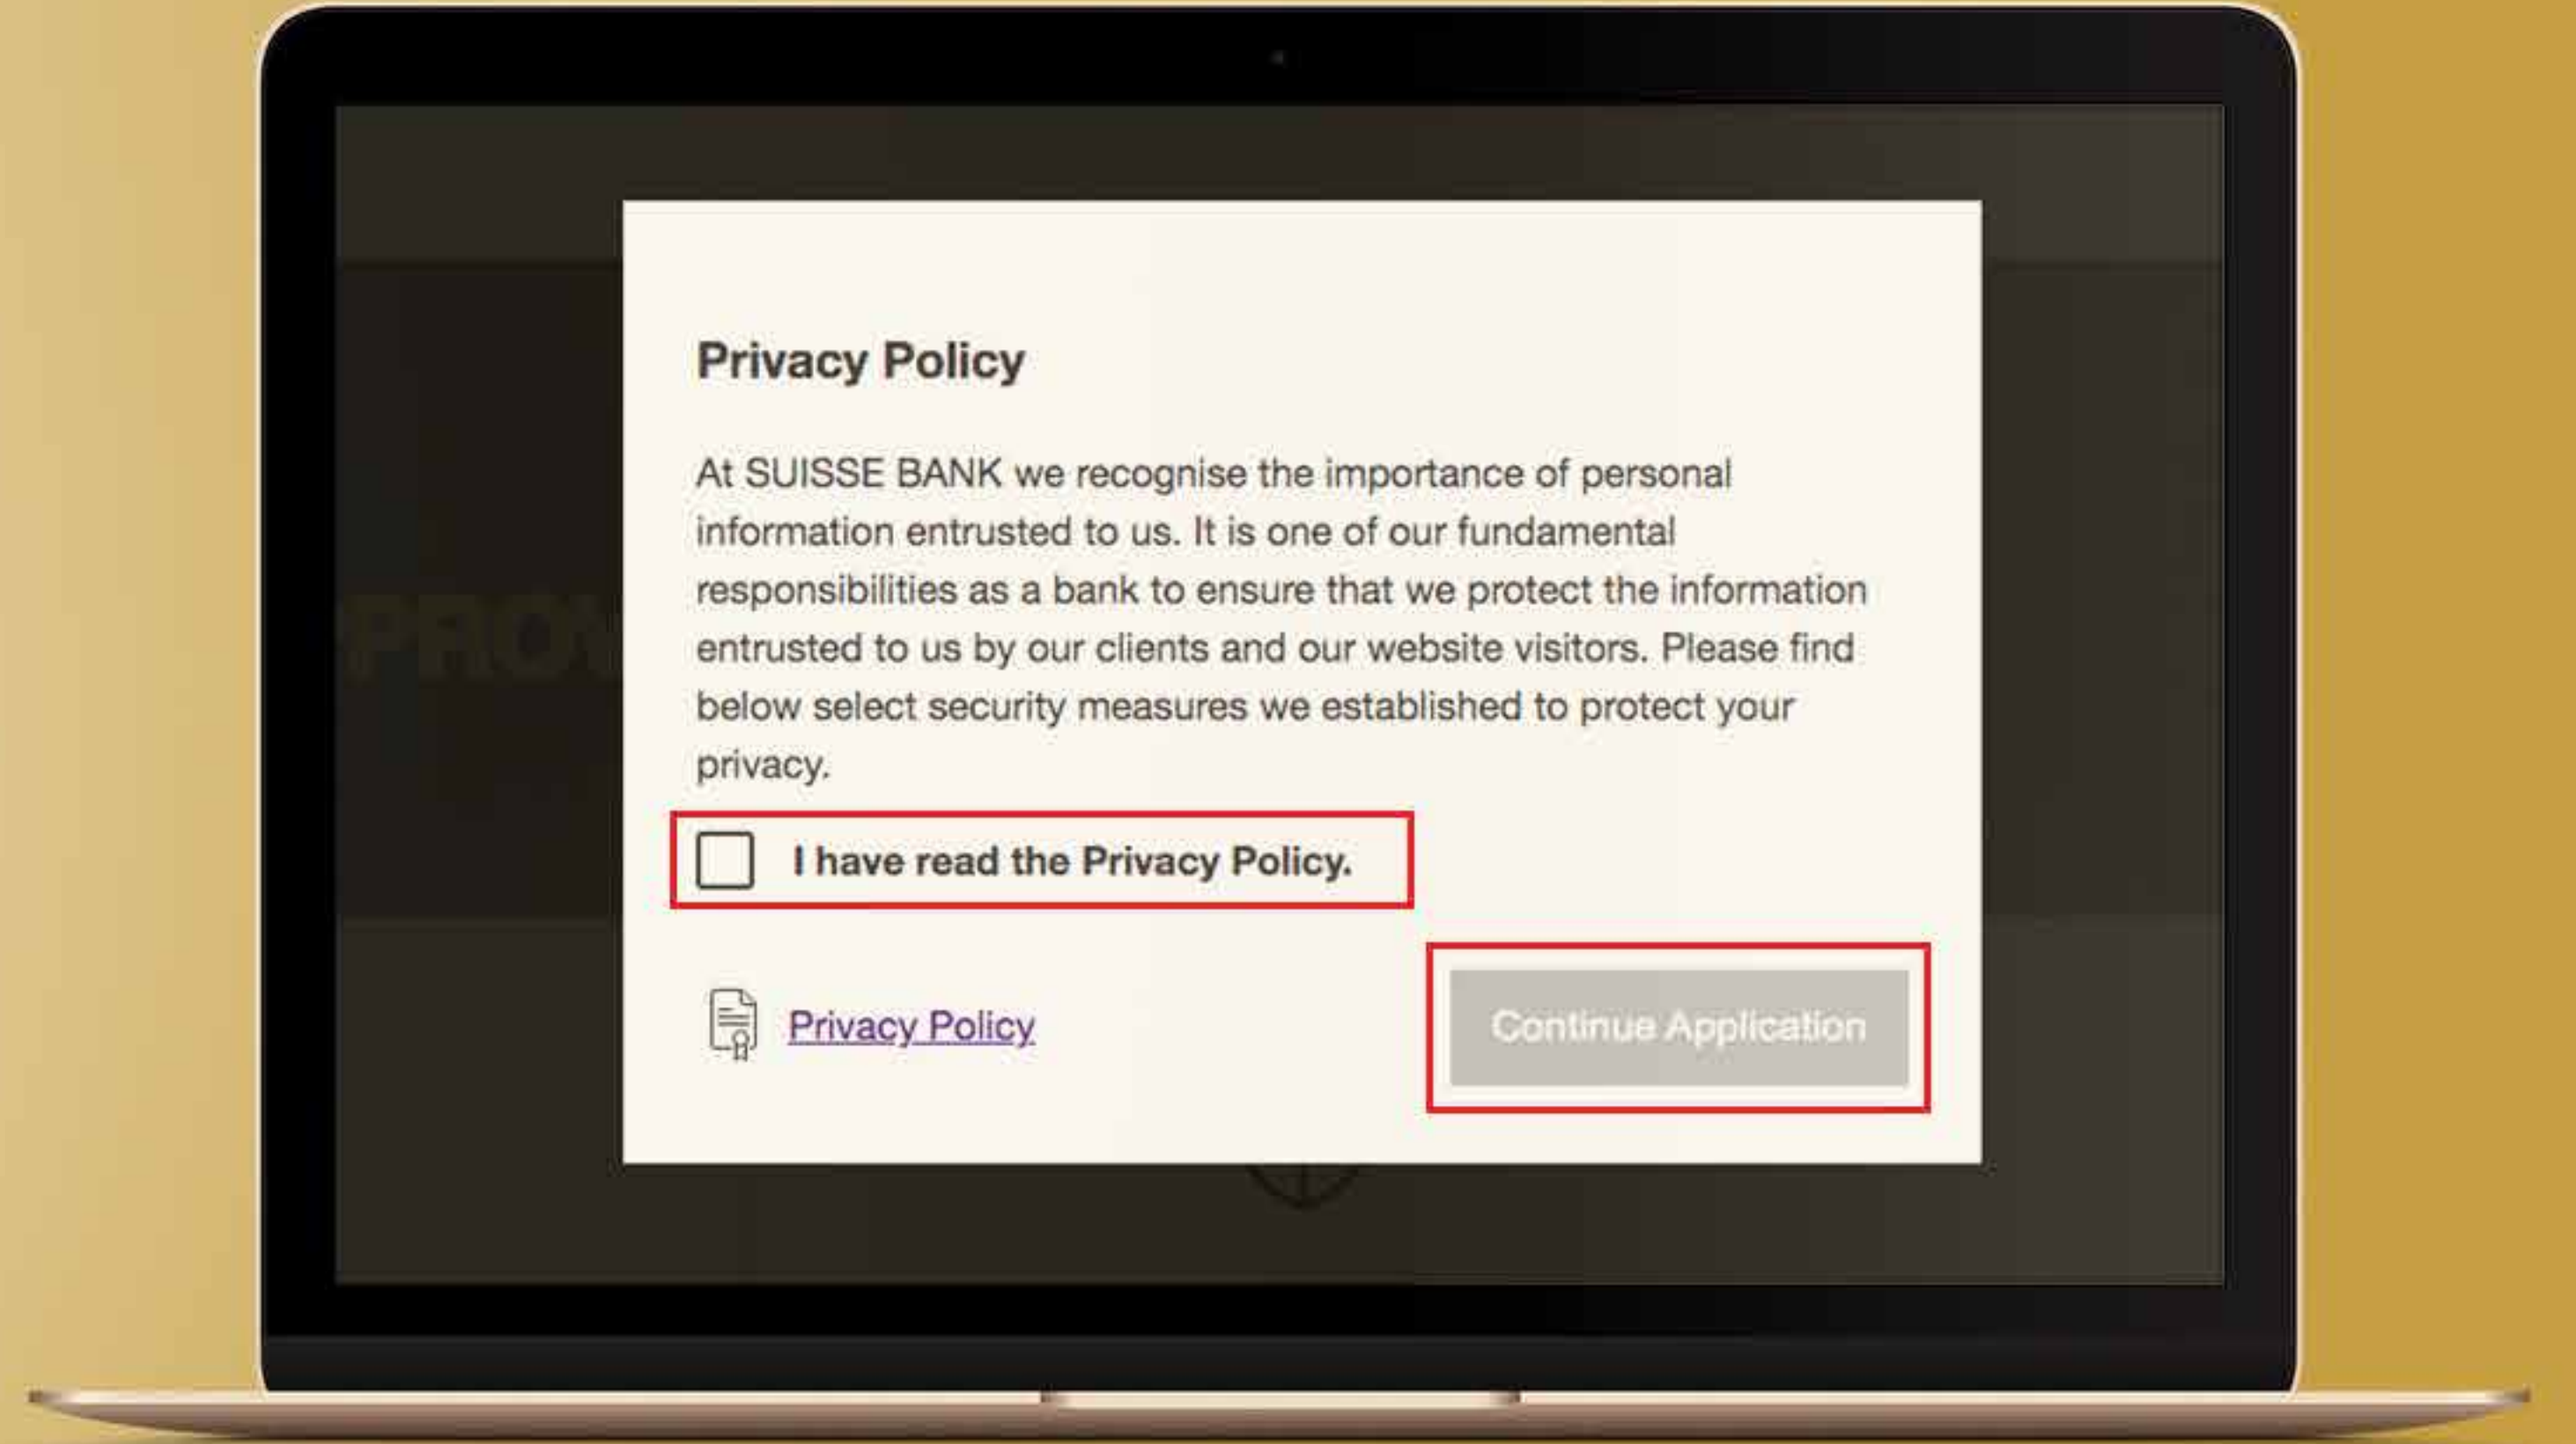 Privacy Policy
At SUISSE BANK we recognise the importance of personal
information entrusted to us. It is one of our fundamental
responsibilities as a bank to ensure that we protect the information
entrusted to us by our clients and our website visitors. Please find
below select security measures we established to protect your
privacy.
I have read the Privacy Policy.
Privacy Policy
Continue Application